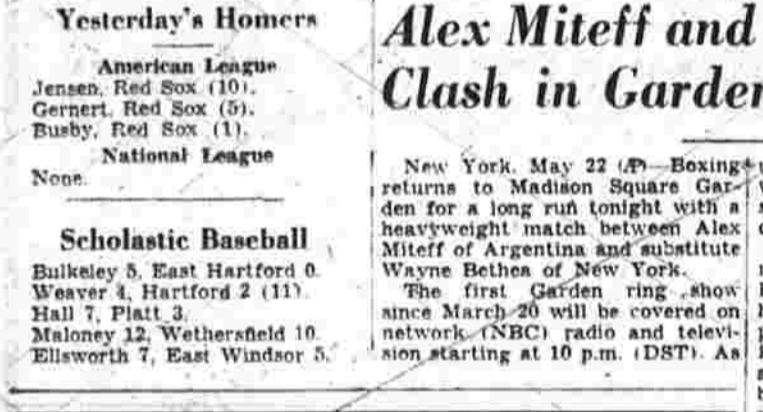 Yesterday's Homers
American League
Jensen, Red Sox (10).
Gernert, Red Sox (5).
Busby, Red Sox (1).
National League
None.
Scholastic Baseball
Bulkeley 5, East Hartford 0.
Weaver 4, Hartford 2 (11).
Hall 7, Platt 3.
Maloney 12, Wethersfield 10.
Ellsworth 7, East Windsor 5.
Alex Miteff and
Clash in Garden
New York, May 22 (AP)—Boxing
returns to Madison Square Gar-
den for a long run tonight with a
heavyweight match between Alex
Miteff of Argentina and substitute
Wayne Bethea of New York.
The first Garden ring show
since March 20 will be covered on
network (NBC) radio and televi-
sion starting at 10 p.m. (DST). As